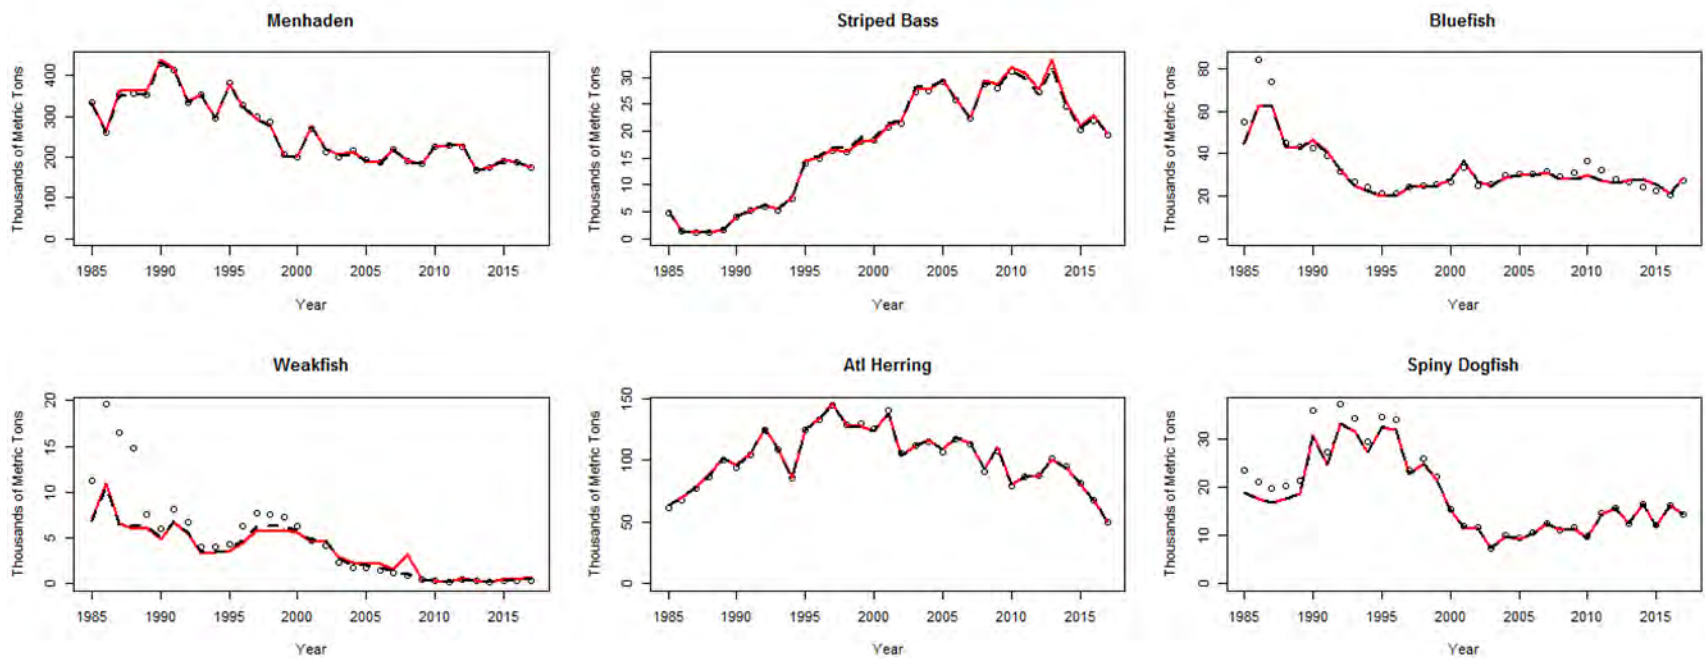 Menhaden
Thousands of Metric Tons
400
300
200
100
0
1985 1990 1995 2000 2005 2010 2015
Year
Striped Bass
Thousands of Metric Tons
30
25
20
15
10
5
0
1985 1990 1995 2000 2005 2010 2015
Year
Bluefish
Thousands of Metric Tons
80
60
40
20
0
1985 1990 1995 2000 2005 2010 2015
Year
Weakfish
Thousands of Metric Tons
20
15
10
5
0
1985 1990 1995 2000 2005 2010 2015
Year
Atl Herring
Thousands of Metric Tons
150
100
50
0
1985 1990 1995 2000 2005 2010 2015
Year
Spiny Dogfish
Thousands of Metric Tons
30
20
10
0
1985 1990 1995 2000 2005 2010 2015
Year